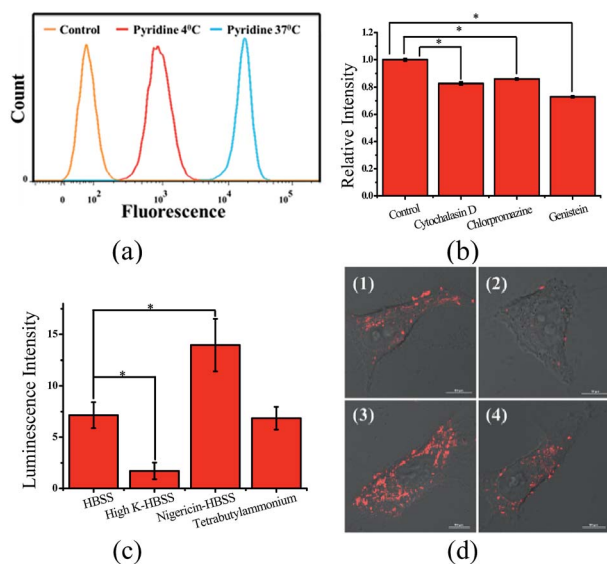 Control Pyridine 4⁰C Pyridine 37⁰C
Count
0
0 10² 10³ 10⁴ 10⁵
Fluorescence
(a)
Relative Intensity
1.2
1.0
0.8
0.6
0.4
0.2
0.0
*
*
*
Control Cytochalasin D Chlorpromazine Genistein
(b)
Luminescence Intensity
15
10
5
0
*
*
HBSS High K-HBSS Nigericin-HBSS Tetrabutylammonium
(c)
(1) (2)
(3) (4)
(d)